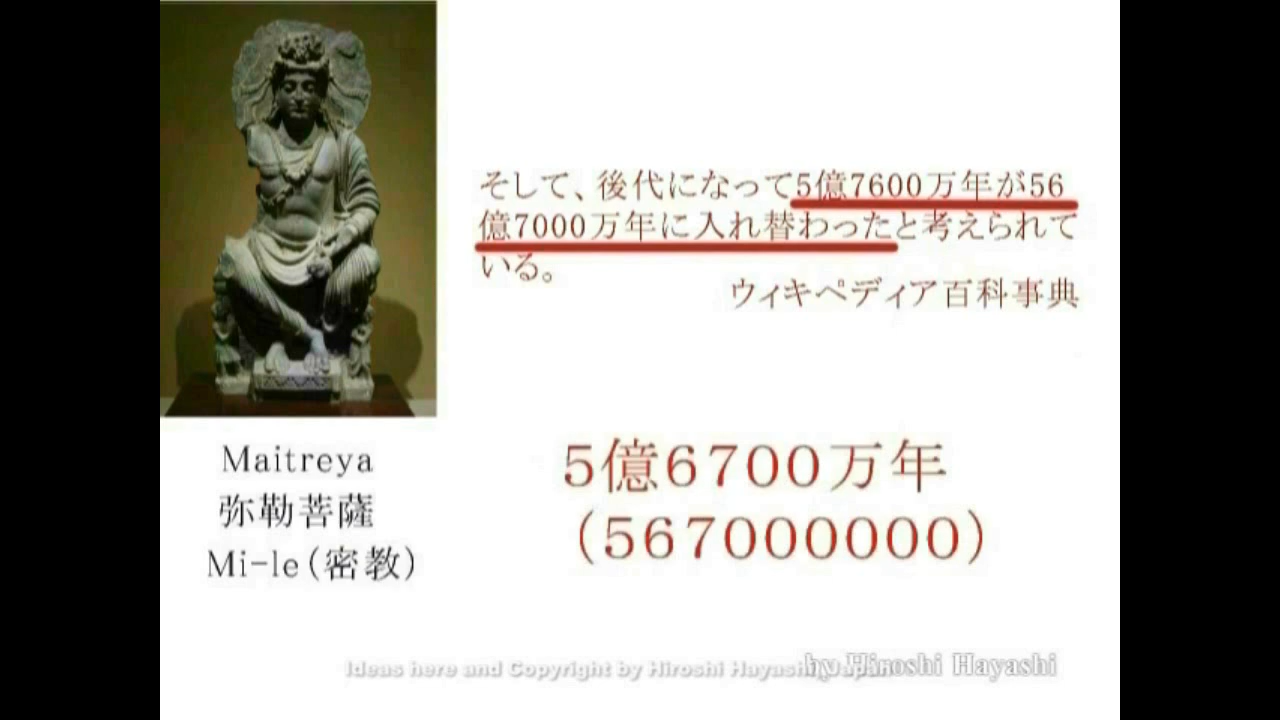 そして、後代になって5億7600万年が56
億7000万年に入れ替わったと考えられて
いる。
ウィキペディア百科事典
Maitreya
弥勒菩薩
Mi-le(密教)
5億6700万年
(567000000)
Ideas here and Copyright by Hiroshi Hayashi, Japan
by Hiroshi Hayashi